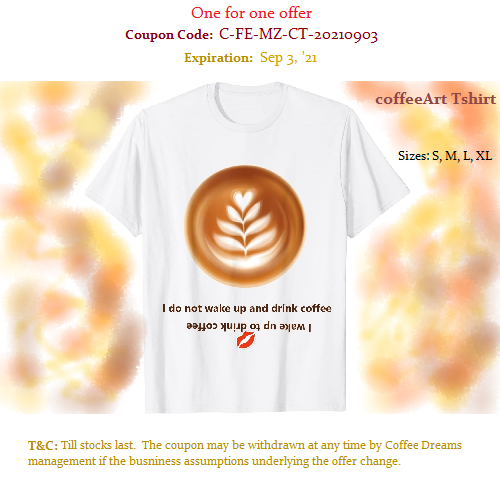 One for one offer
Coupon Code: C-FE-MZ-CT-20210903
Expiration: Sep 3, '21
coffeeArt Tshirt
Sizes: S, M, L, XL
I do not wake up and drink coffee
I wake up to drink coffee
T&C: Till stocks last. The coupon may be withdrawn at any time by Coffee Dreams
management if the busniness assumptions underlying the offer change.